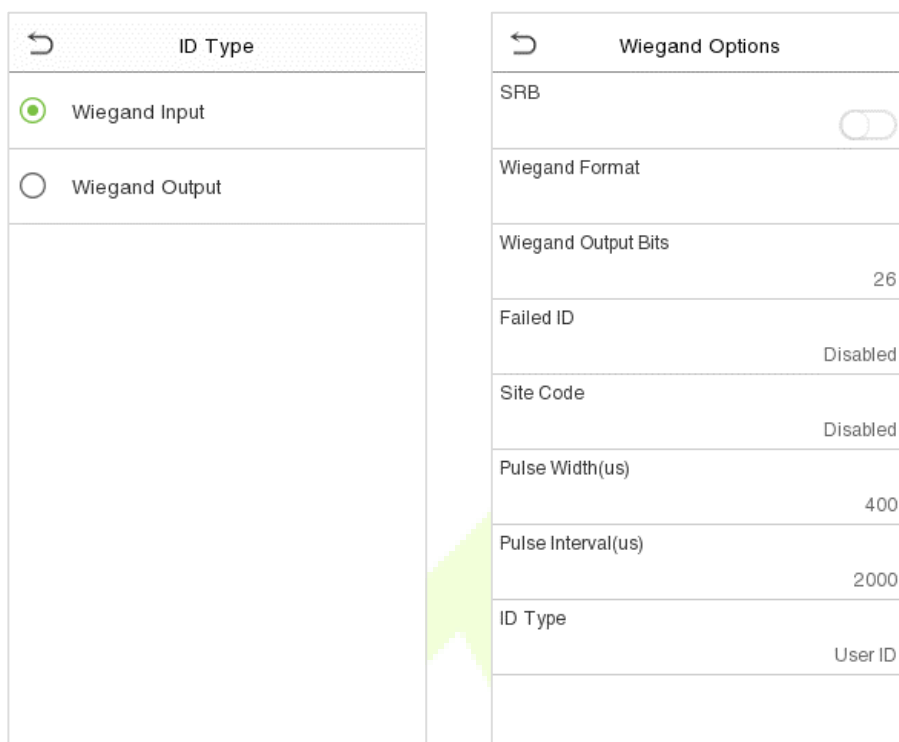 ID Type
Wiegand Input
Wiegand Output
Wiegand Options
SRB
Wiegand Format
Wiegand Output Bits
26
Failed ID
Disabled
Site Code
Disabled
Pulse Width(us)
400
Pulse Interval(us)
2000
ID Type
User ID